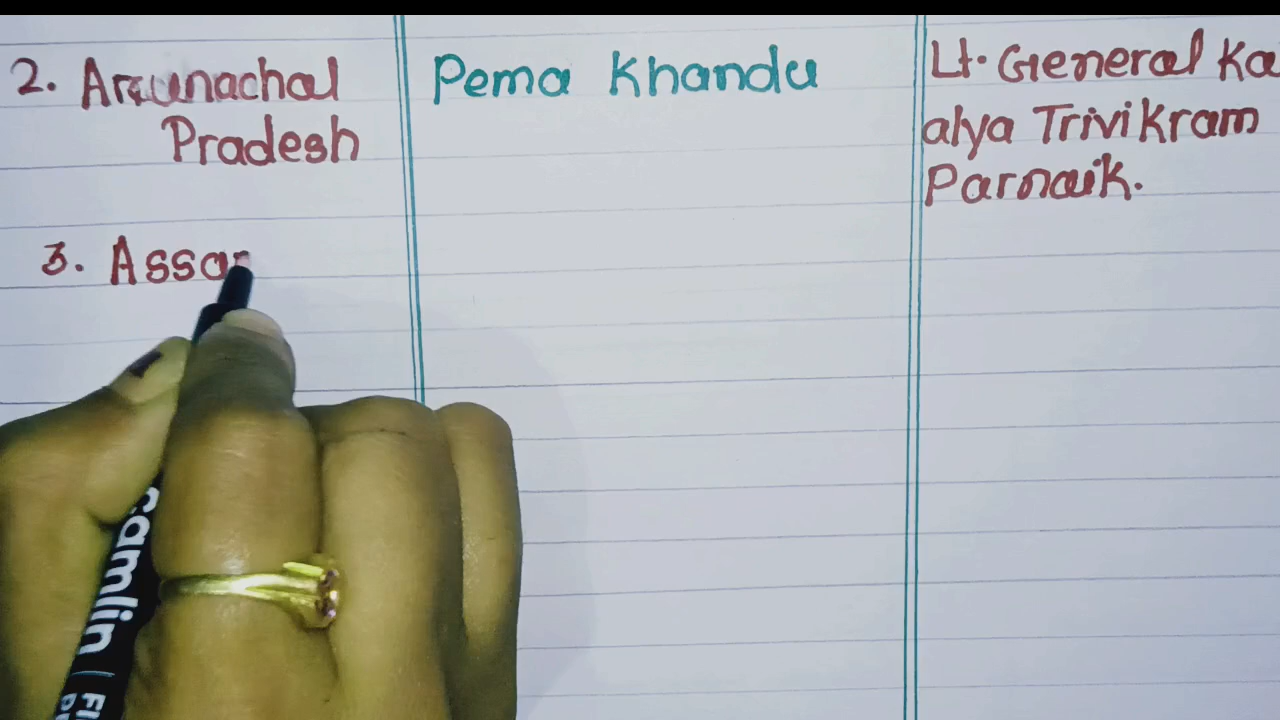 2. Arunachal
Pradesh
Pema Khandu
Lt. General Ka
alya Trivikram
Parnaik.
3. Assa
camlin